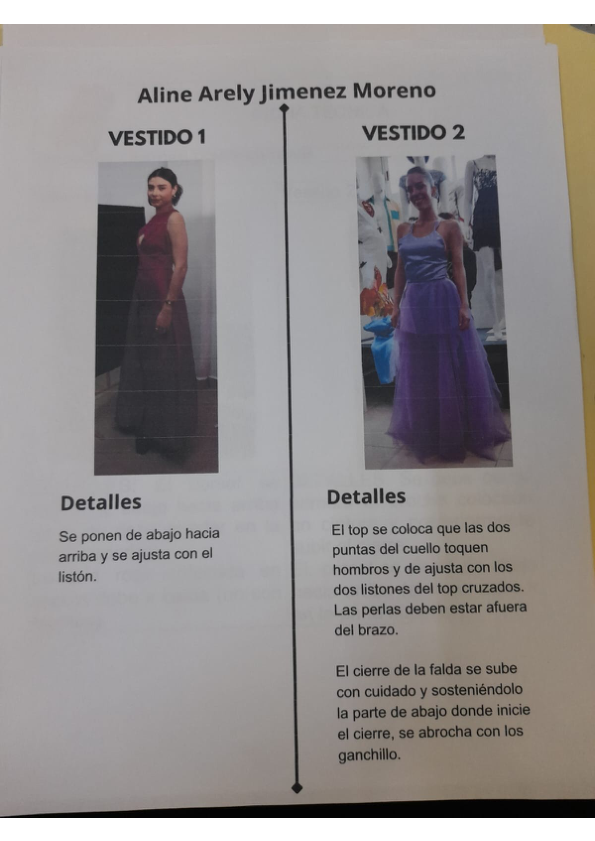 Aline Arely Jimenez Moreno
VESTIDO 1
VESTIDO 2
Detalles
Se ponen de abajo hacia
arriba y se ajusta con el
listón.
Detalles
El top se coloca que las dos
puntas del cuello toquen
hombros y de ajusta con los
dos listones del top cruzados.
Las perlas deben estar afuera
del brazo.
El cierre de la falda se sube
con cuidado y sosteniéndolo
la parte de abajo donde inicie
el cierre, se abrocha con los
ganchillo.